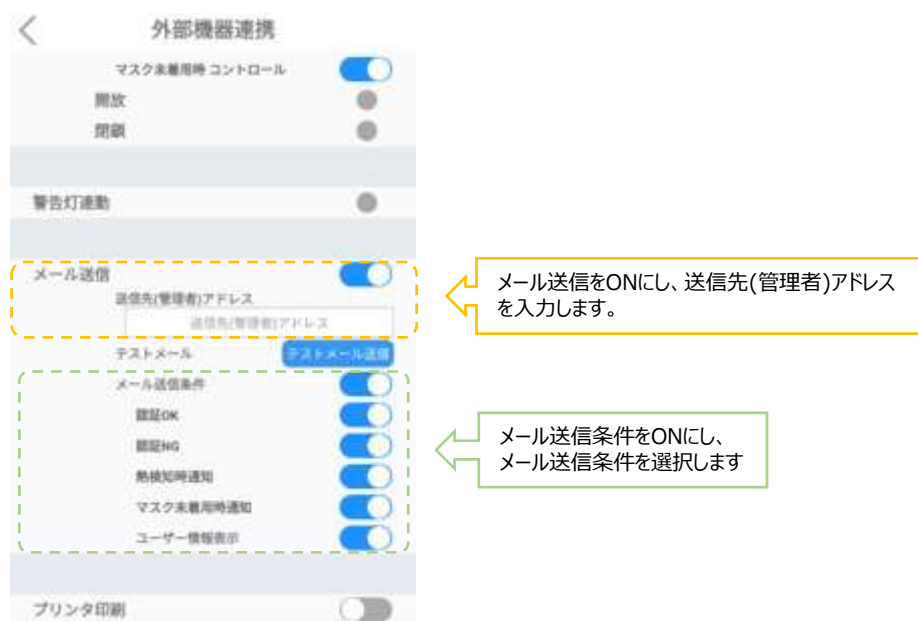 外部機器連携
マスク未着用時 コントロール
開放
閉鎖
警告灯連動
メール送信
送信先(管理者)アドレス
送信先(管理者)アドレス
テストメール
テストメール送信
メール送信条件
認証OK
認証NG
熱検知時通知
マスク未着用時通知
ユーザー情報表示
プリンタ印刷
メール送信をONにし、送信先(管理者)アドレス
を入力します。
メール送信条件をONにし、
メール送信条件を選択します